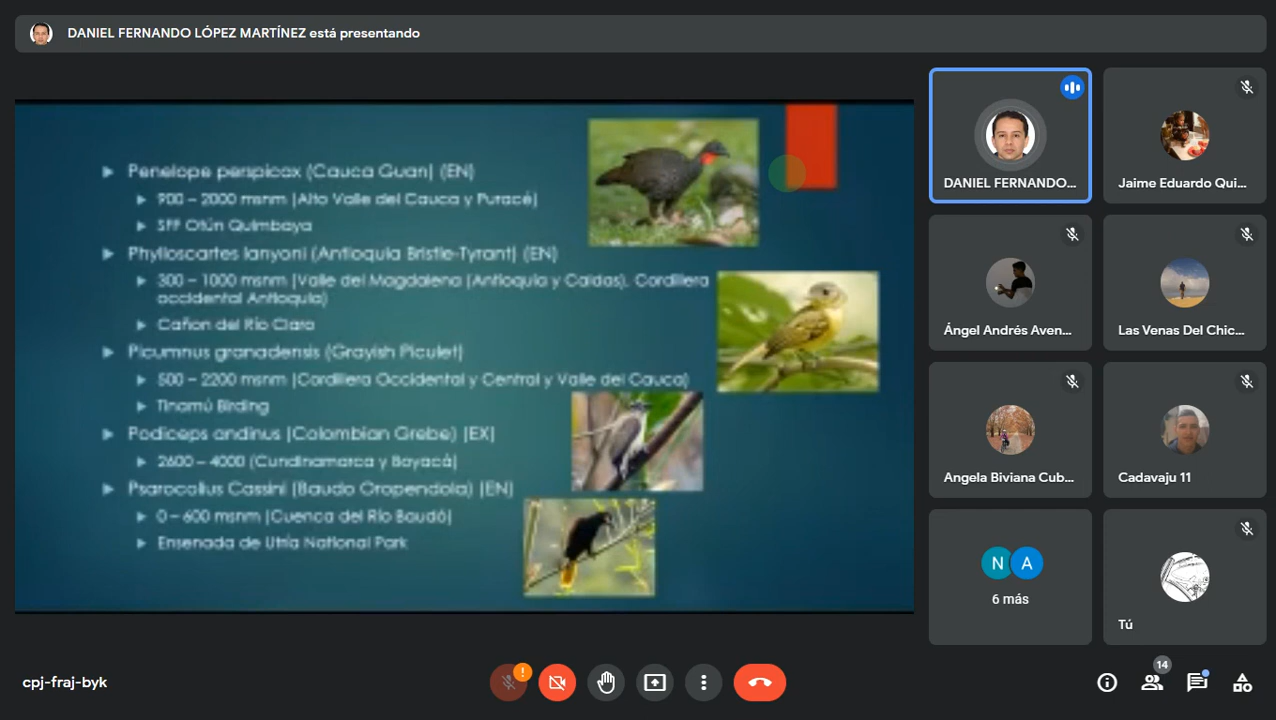 DANIEL FERNANDO LÓPEZ MARTÍNEZ está presentando
Penelope perspicax (Cauca Guan) (EN)
900 – 2000 msnm (Alto Valle del Cauca y Puracé)
SFF Otún Quimbaya
Phylloscartes lanyoni (Antioquia Bristle-Tyrant) (EN)
300 – 1000 msnm (Valle del Magdalena (Antioquia y Caldas), Cordillera
occidental Antioquia)
Cañon del Río Claro
Picumnus granadensis (Grayish Piculet)
500 – 2200 msnm (Cordillera Occidental y Central y Valle del Cauca)
Tinamú Birding
Podiceps andinus (Colombian Grebe) (EX)
2600 – 4000 (Cundinamarca y Boyacá)
Psarocolius Cassini (Baudo Oropendola) (EN)
0 – 600 msnm (Cuenca del Río Baudó)
Ensenada de Utría National Park
DANIEL FERNANDO...
Jaime Eduardo Qui...
Ángel Andrés Aven...
Las Venas Del Chic...
Angela Biviana Cub...
Cadavaju 11
N A
6 más
Tú
cpj-fraj-byk
!
14